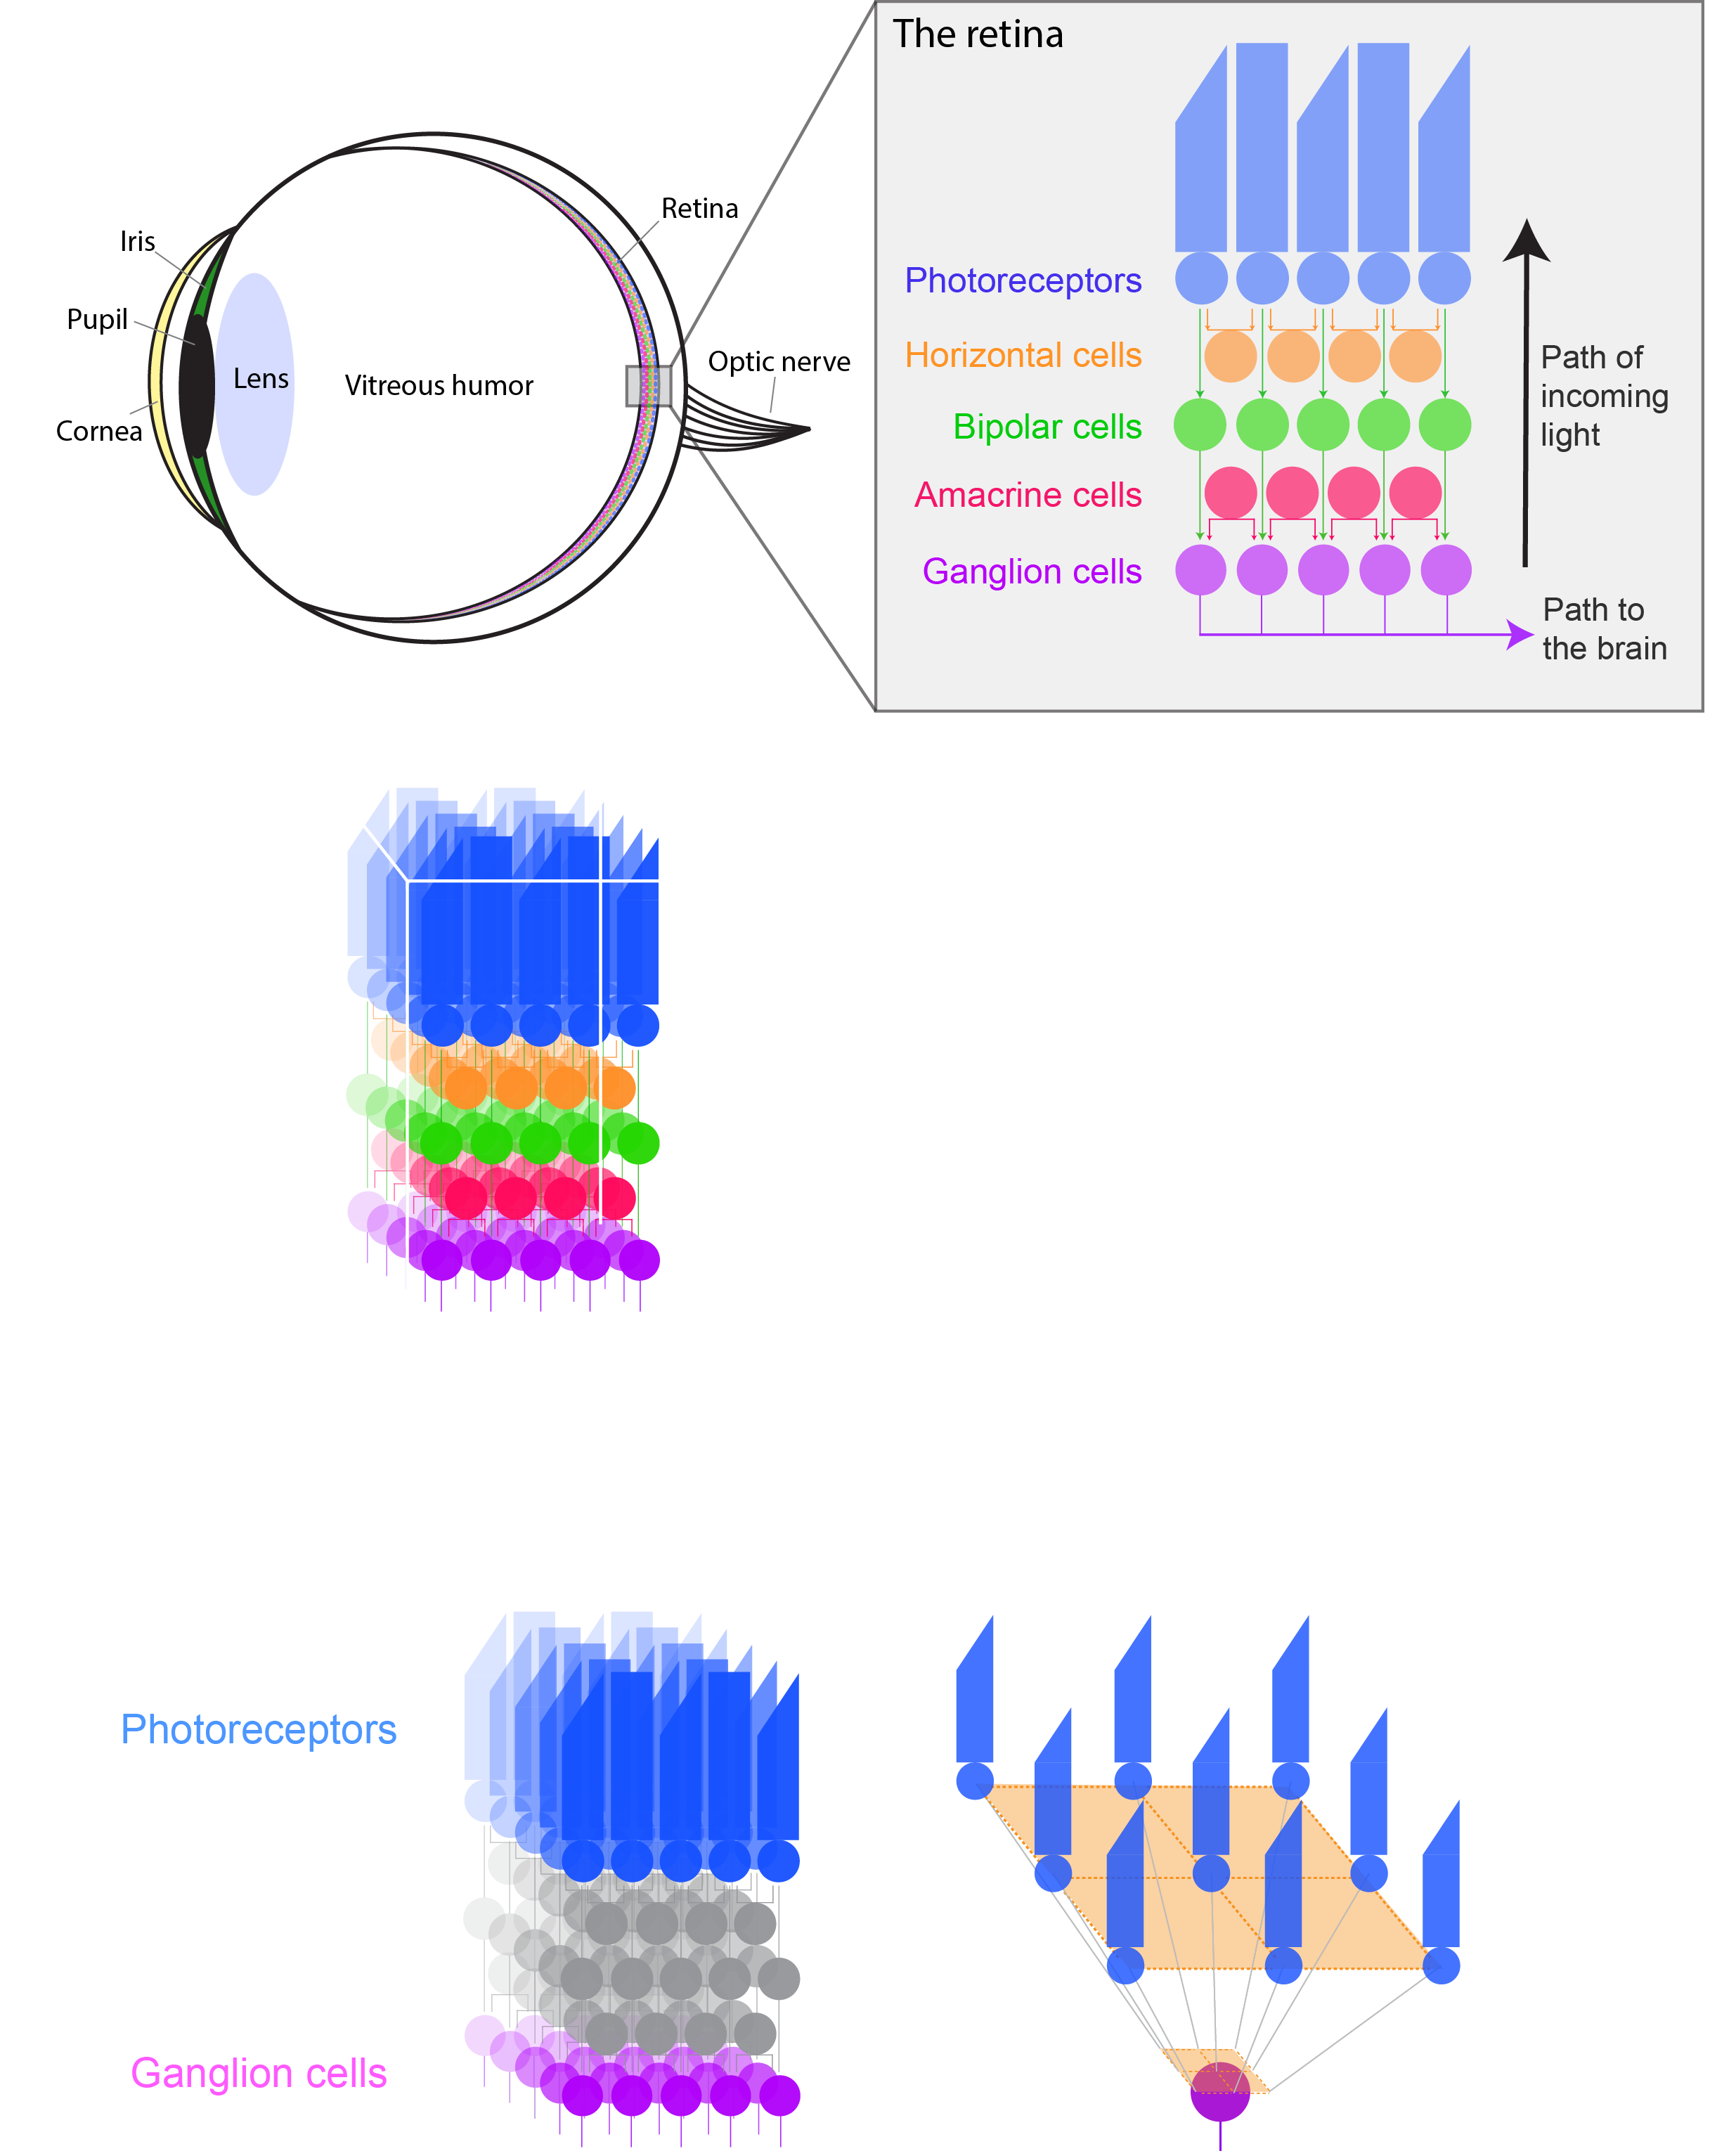 The retina
Retina
Iris
Pupil
Lens
Vitreous humor
Optic nerve
Cornea
Photoreceptors
Horizontal cells
Bipolar cells
Amacrine cells
Ganglion cells
Path of
incoming
light
Path to
the brain
Photoreceptors
Ganglion cells